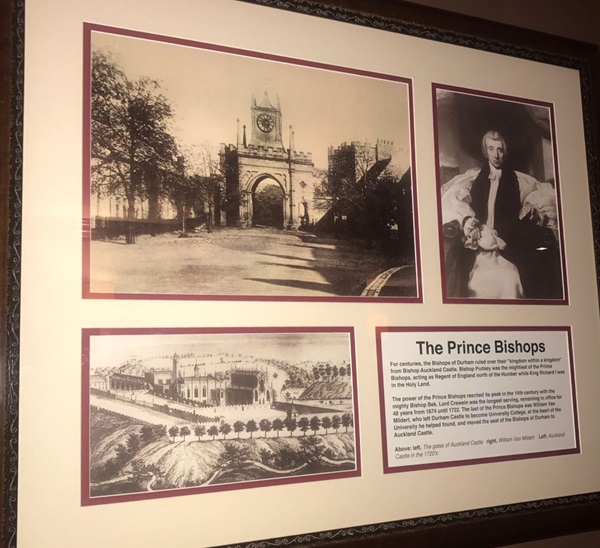 The Prince Bishops
For centuries, the Bishops of Durham ruled over their "kingdom within a kingdom"
from Bishop Auckland Castle. Bishop Pudsey was the mightiest of the Prince
Bishops, acting as Regent of England north of the Humber while King Richard I was
in the Holy Land.
The power of the Prince Bishops reached its peak in the 14th century with the
mighty Bishop Bek. Lord Creswin was the longest serving, remaining in office for
48 years from 1674 until 1722. The last of the Prince Bishops was William Van
Mildert, who left Durham Castle to become University College, at the heart of the
University he helped found, and moved the seat of the Bishops of Durham to
Auckland Castle.
Above: left, The gates of Auckland Castle right, William Van Mildert Left: Auckland
Castle in the 1720's